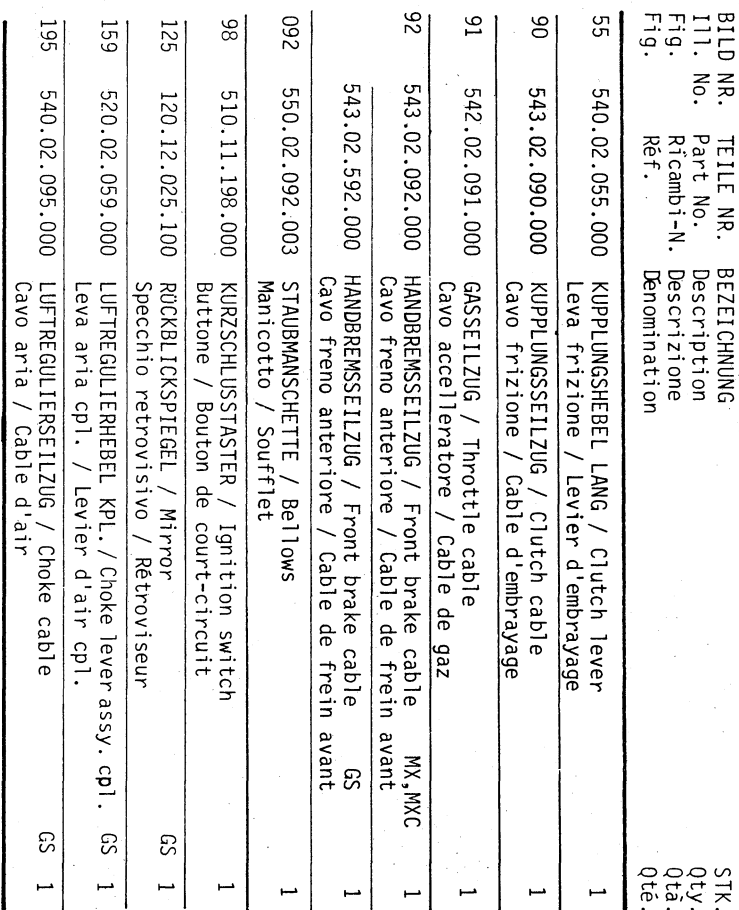 BILD NR. TEILE NR. BEZEICHNUNG STK.
Ill. No. Part No. Description Qty.
Fig. Ricambi-N. Descrizione Qtà.
Fig. Réf. Denomination Qté.
55 540.02.055.000 KUPPLUNGSHEBEL LANG / Clutch lever 1
Leva frizione / Levier d'embrayage
90 543.02.090.000 KUPPLUNGSSEILZUG / Clutch cable 1
Cavo frizione / Cable d'embrayage
91 542.02.091.000 GASSEILZUG / Throttle cable 1
Cavo accelleratore / Cable de gaz
92 543.02.092.000 HANDBREMSSEILZUG / Front brake cable MX,MXC 1
Cavo freno anteriore / Cable de frein avant
543.02.592.000 HANDBREMSSEILZUG / Front brake cable GS 1
Cavo freno anteriore / Cable de frein avant
092 550.02.092.003 STAUBMANSCHETTE / Bellows 1
Manicotto / Soufflet
98 510.11.198.000 KURZSCHLUSSTASTER / Ignition switch 1
Buttone / Bouton de court-circuit
125 120.12.025.100 RÜCKBLICKSPIEGEL / Mirror GS 1
Specchio retrovisivo / Rétroviseur
159 520.02.059.000 LUFTREGULIERHEBEL KPL. / Choke lever assy. cpl. GS 1
Leva aria cpl. / Levier d'air cpl.
195 540.02.095.000 LUFTREGULIERSEILZUG / Choke cable GS 1
Cavo aria / Cable d'air